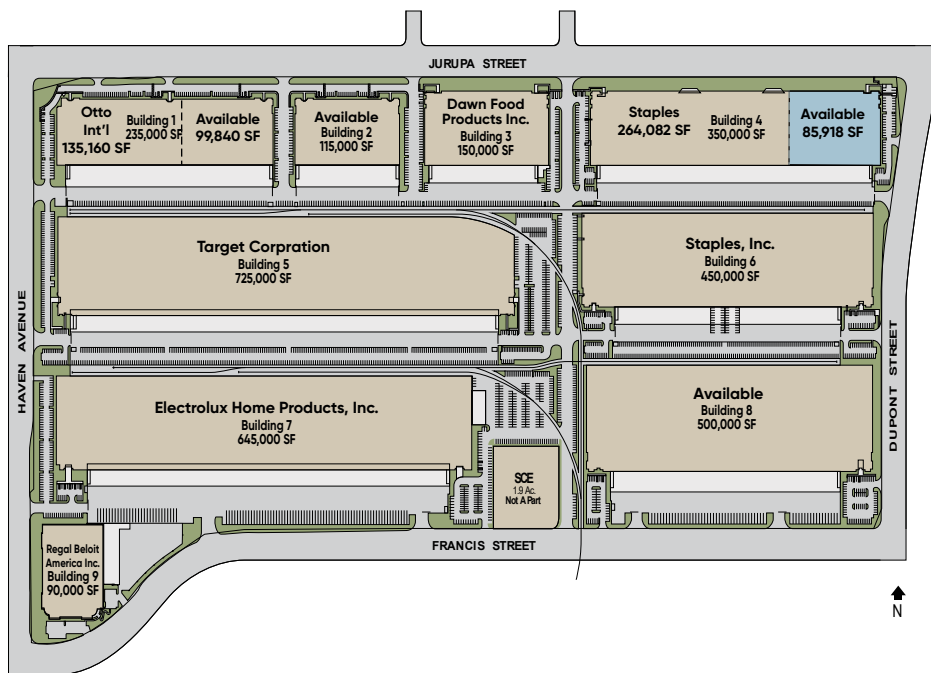 JURUPA STREET
Otto
Int'l
135,160 SF
Building 1
235,000 SF
Available
99,840 SF
Available
Building 2
115,000 SF
Dawn Food
Products Inc.
Building 3
150,000 SF
Staples
264,082 SF
Building 4
350,000 SF
Available
85,918 SF
Target Corpration
Building 5
725,000 SF
Staples, Inc.
Building 6
450,000 SF
HAVEN AVENUE
DUPONT STREET
Electrolux Home Products, Inc.
Building 7
645,000 SF
Available
Building 8
500,000 SF
SCE
1.9 Ac.
Not A Part
FRANCIS STREET
Regal Beloit
America Inc.
Building 9
90,000 SF
N